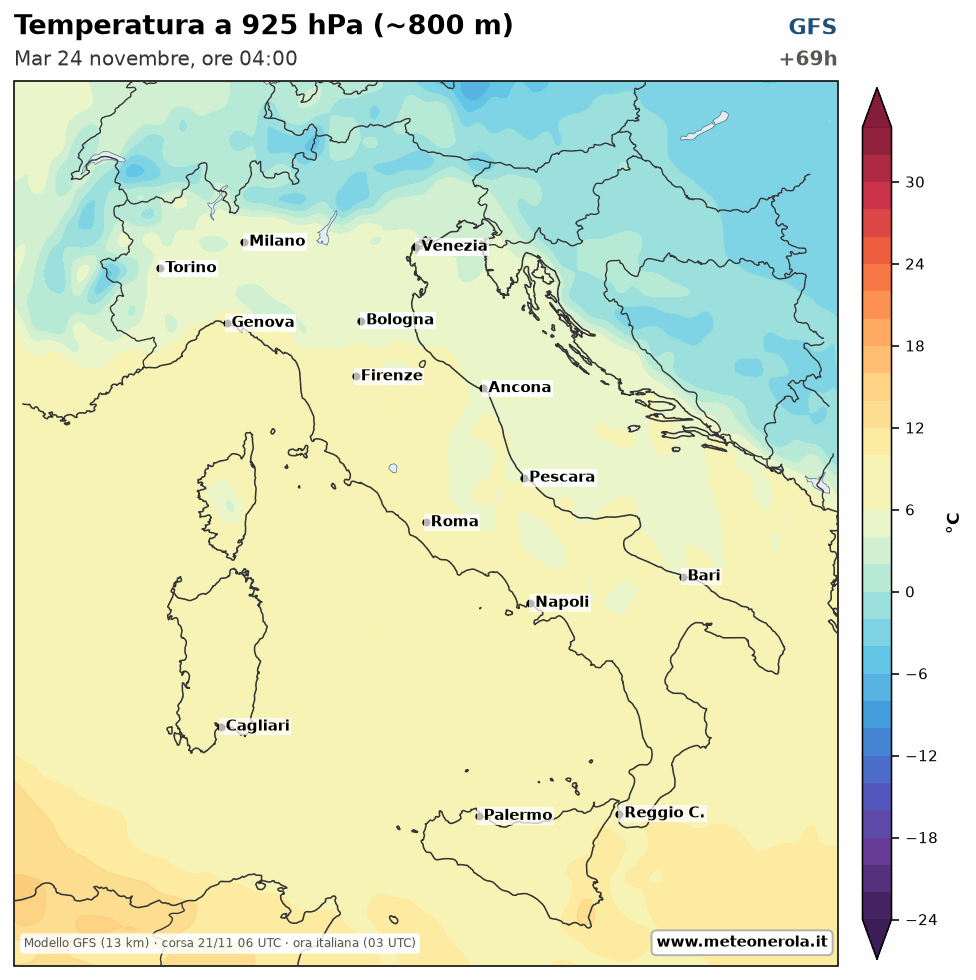 Temperatura a 925 hPa (~800 m)
GFS
Mar 24 novembre, ore 04:00
+69h
Milano
Venezia
Torino
Genova
Bologna
Firenze
Ancona
Pescara
Roma
Bari
Napoli
Cagliari
Palermo
Reggio C.
30
24
18
12
6
0
−6
−12
−18
−24
°C
Modello GFS (13 km) · corsa 21/11 06 UTC · ora italiana (03 UTC)
www.meteonerola.it